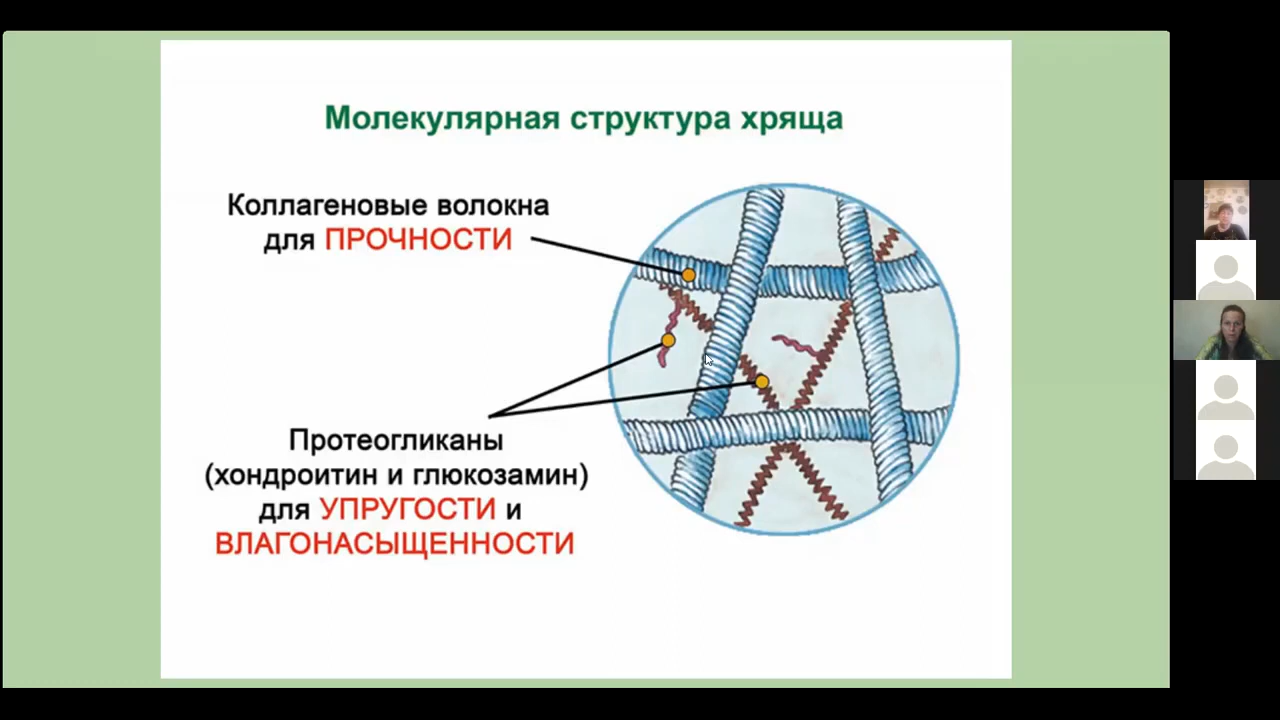 Молекулярная структура хряща
Коллагеновые волокна
для ПРОЧНОСТИ
Протеогликаны
(хондроитин и глюкозамин)
для УПРУГОСТИ и
ВЛАГОНАСЫЩЕННОСТИ